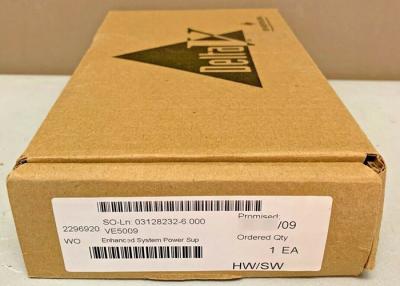 DeltaV
SO-Ln: 03128232-6.000
Promised:
2296920 VE5009
/09
WO Enhanced System Power Sup
Ordered Qty
1 EA
HW/SW